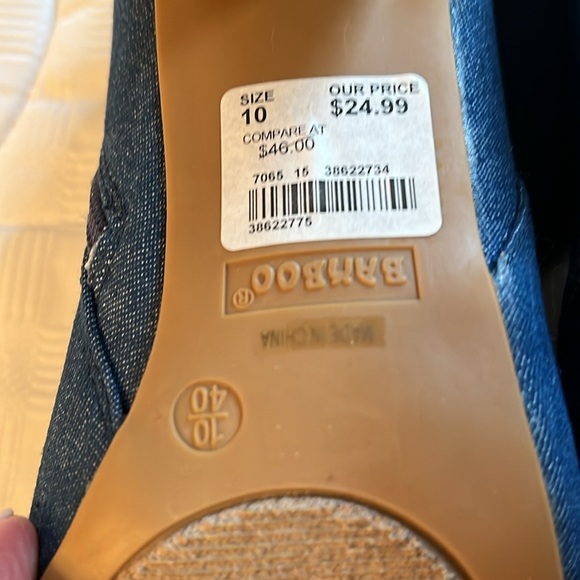 SIZE OUR PRICE
10 $24.99
COMPARE AT
$46.00
7065 15 38622734
38622775
BAMBOO®
MADE IN CHINA
10
40